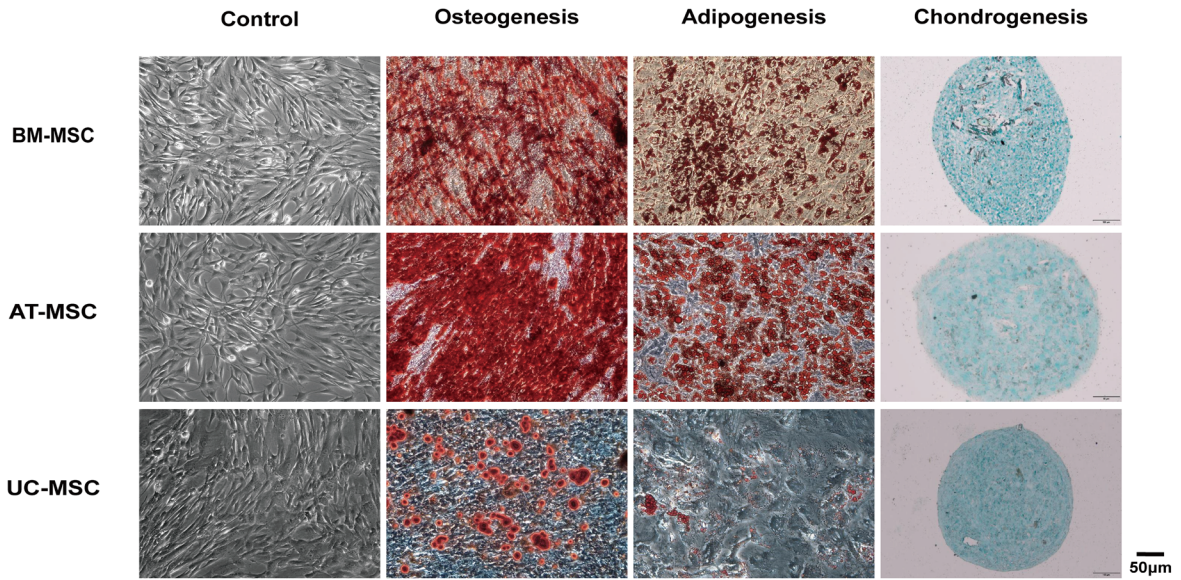 Control Osteogenesis Adipogenesis Chondrogenesis
BM-MSC
AT-MSC
UC-MSC
50μm